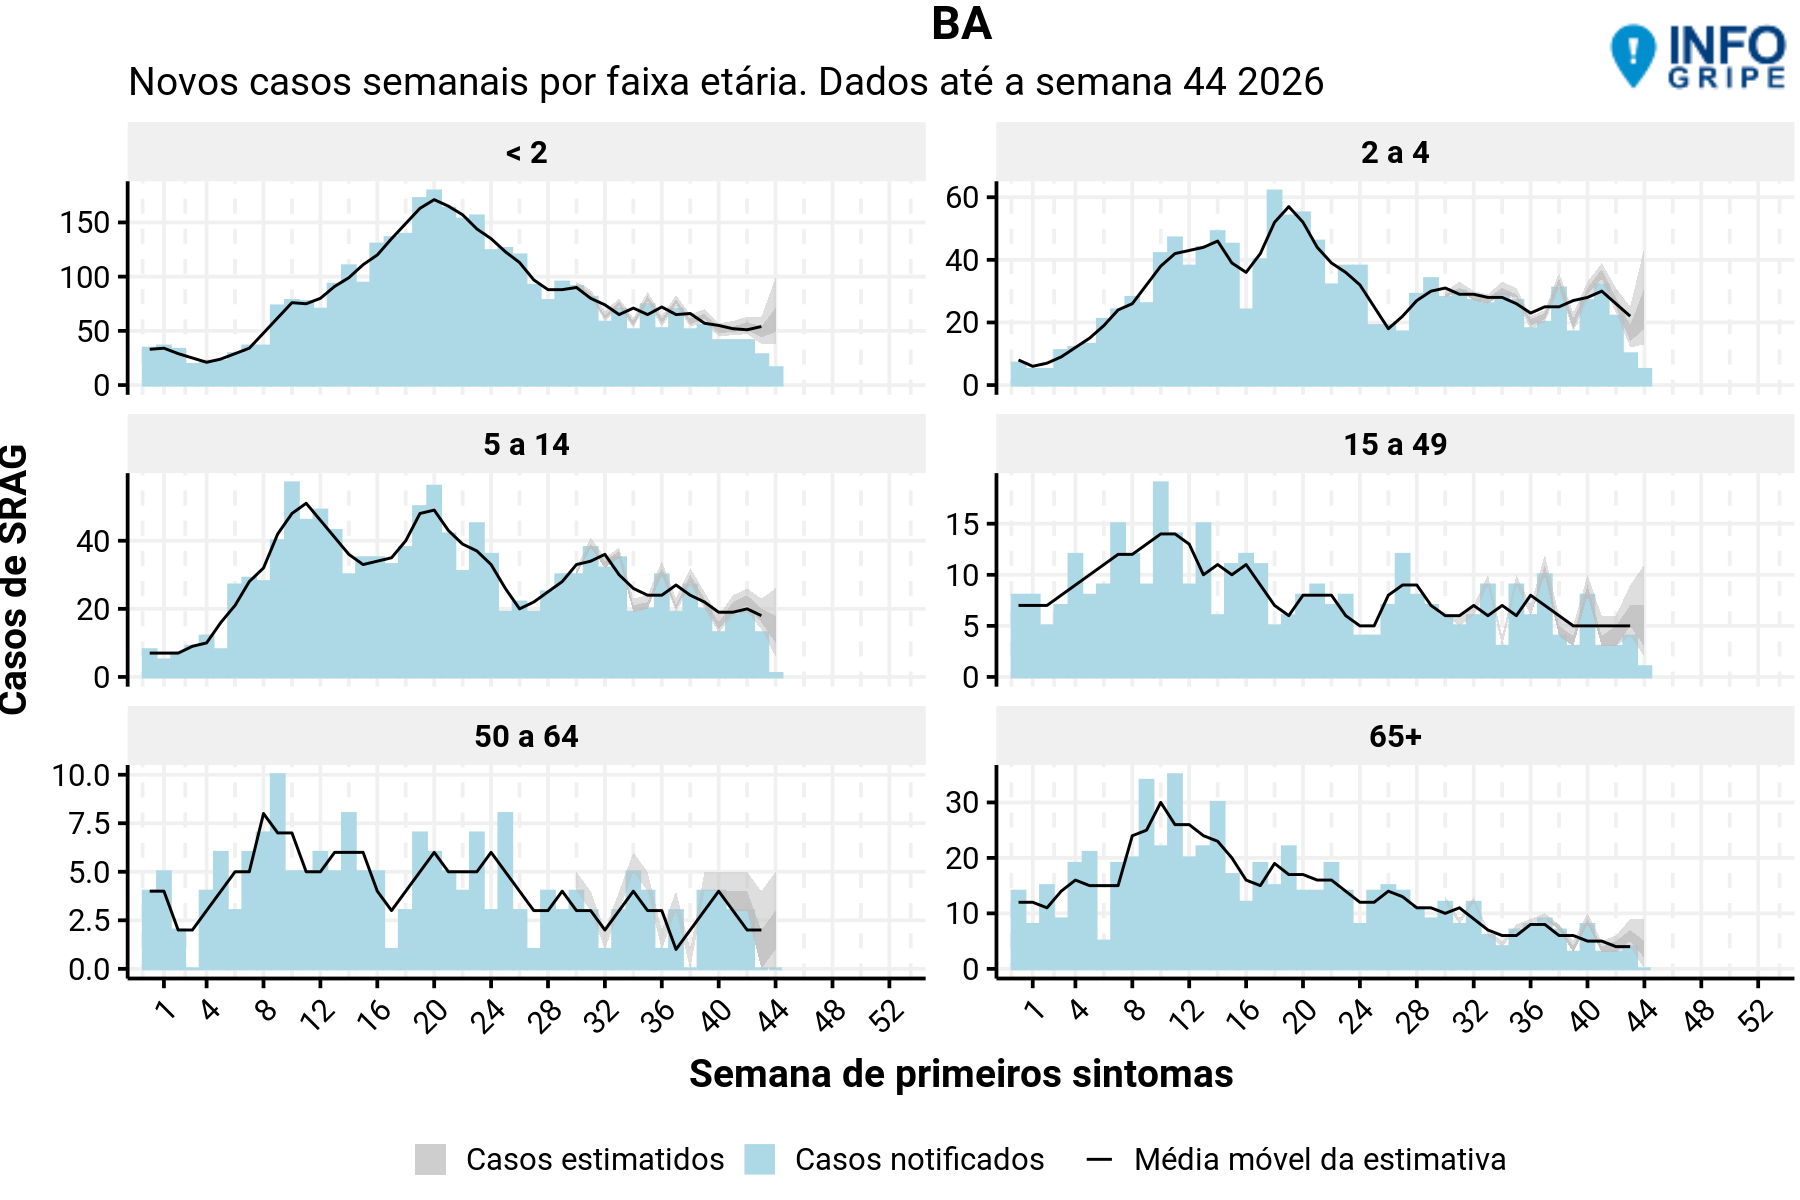 BA
INFO
GRIPE
Novos casos semanais por faixa etária. Dados até a semana 44 2026
< 2
2 a 4
150
100
50
0
60
40
20
0
5 a 14
15 a 49
40
20
0
15
10
5
0
Casos de SRAG
50 a 64
65+
10.0
7.5
5.0
2.5
0.0
30
20
10
0
1 4 8 12 16 20 24 28 32 36 40 44 48 52
1 4 8 12 16 20 24 28 32 36 40 44 48 52
Semana de primeiros sintomas
Casos estimatidos Casos notificados Média móvel da estimativa